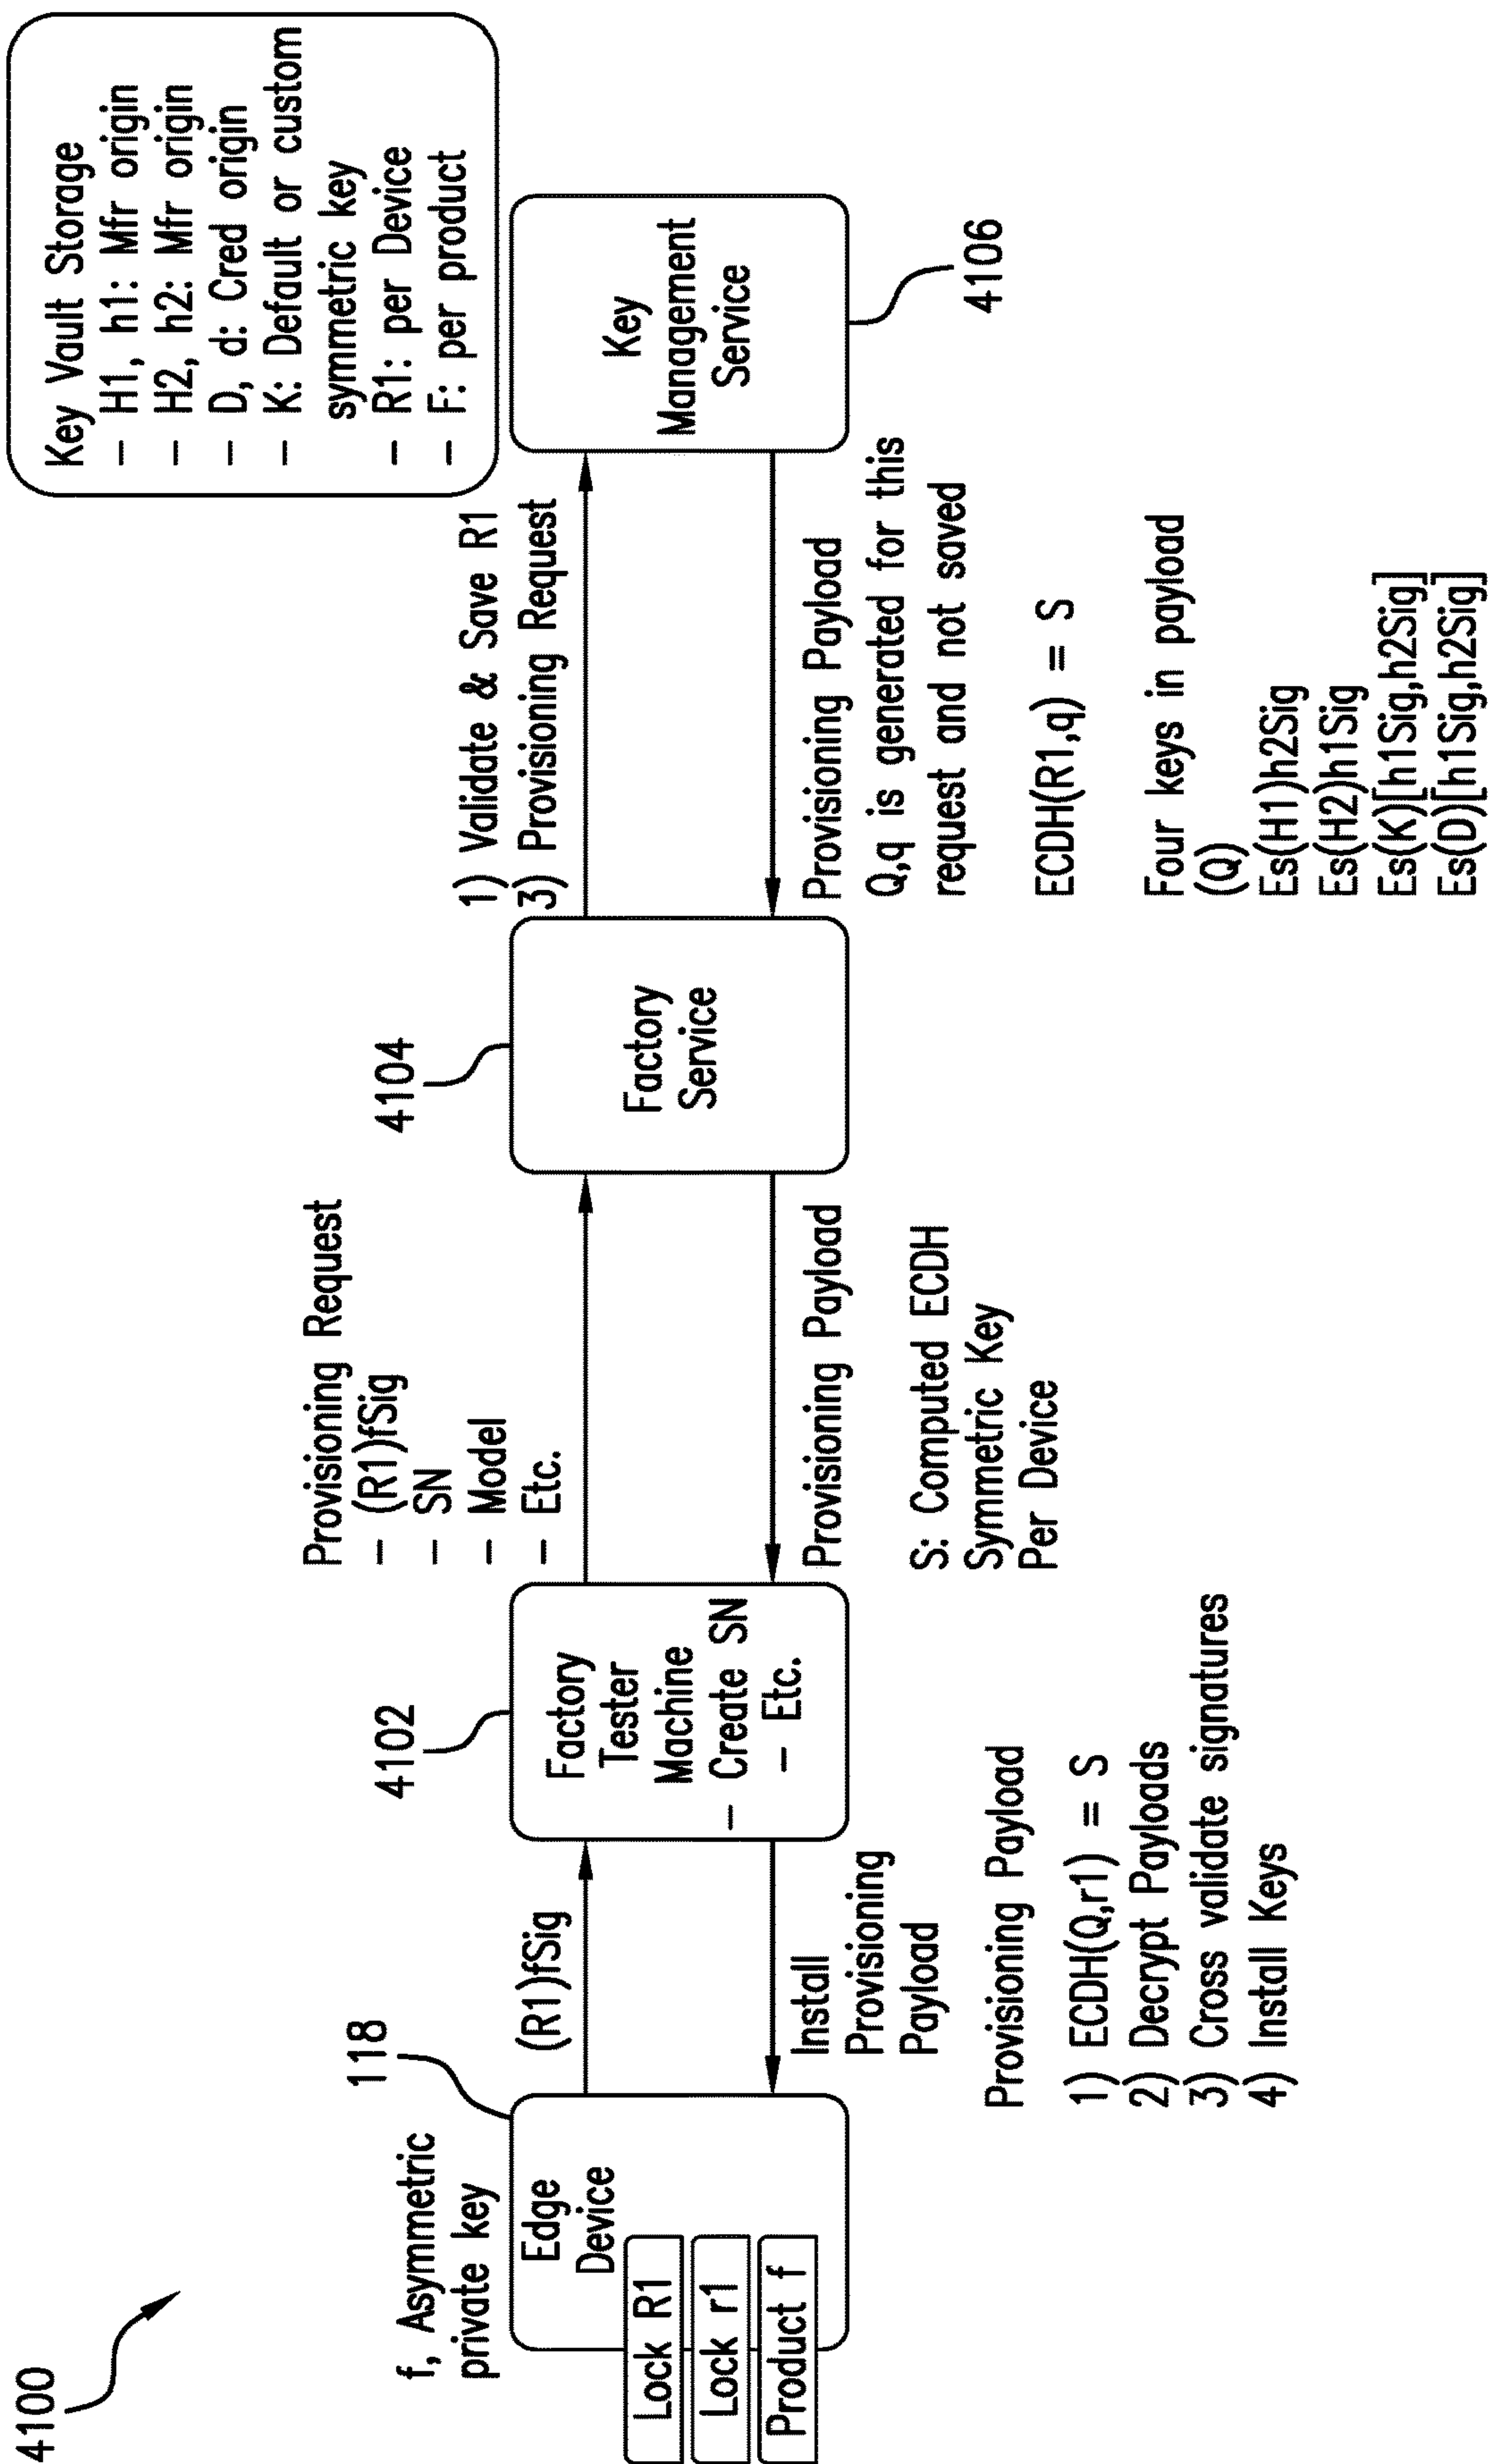 4100
f, Asymmetric
private key
118
Edge
Device
Lock R1
Lock r1
Product f
(R1)fSig
Install
Provisioning
Payload
Provisioning Payload
1) ECDH(Q,r1) = S
2) Decrypt Payloads
3) Cross validate signatures
4) Install Keys
4102
Factory
Tester
Machine
- Create SN
- Etc.
Provisioning Request
- (R1)fSig
- SN
- Model
- Etc.
Provisioning Payload
S: Computed ECDH
Symmetric Key
Per Device
4104
Factory
Service
1) Validate & Save R1
3) Provisioning Request
Provisioning Payload
Q,q is generated for this
request and not saved
ECDH(R1,q) = S
Four keys in payload
(Q)
Es(H1)h2Sig
Es(H2)h1Sig
Es(K)[h1Sig,h2Sig]
Es(D)[h1Sig,h2Sig]
Key Vault Storage
- H1, h1: Mfr origin
- H2, h2: Mfr origin
- D, d: Cred origin
- K: Default or custom
symmetric key
- R1: per Device
- F: per product
Key
Management
Service
4106